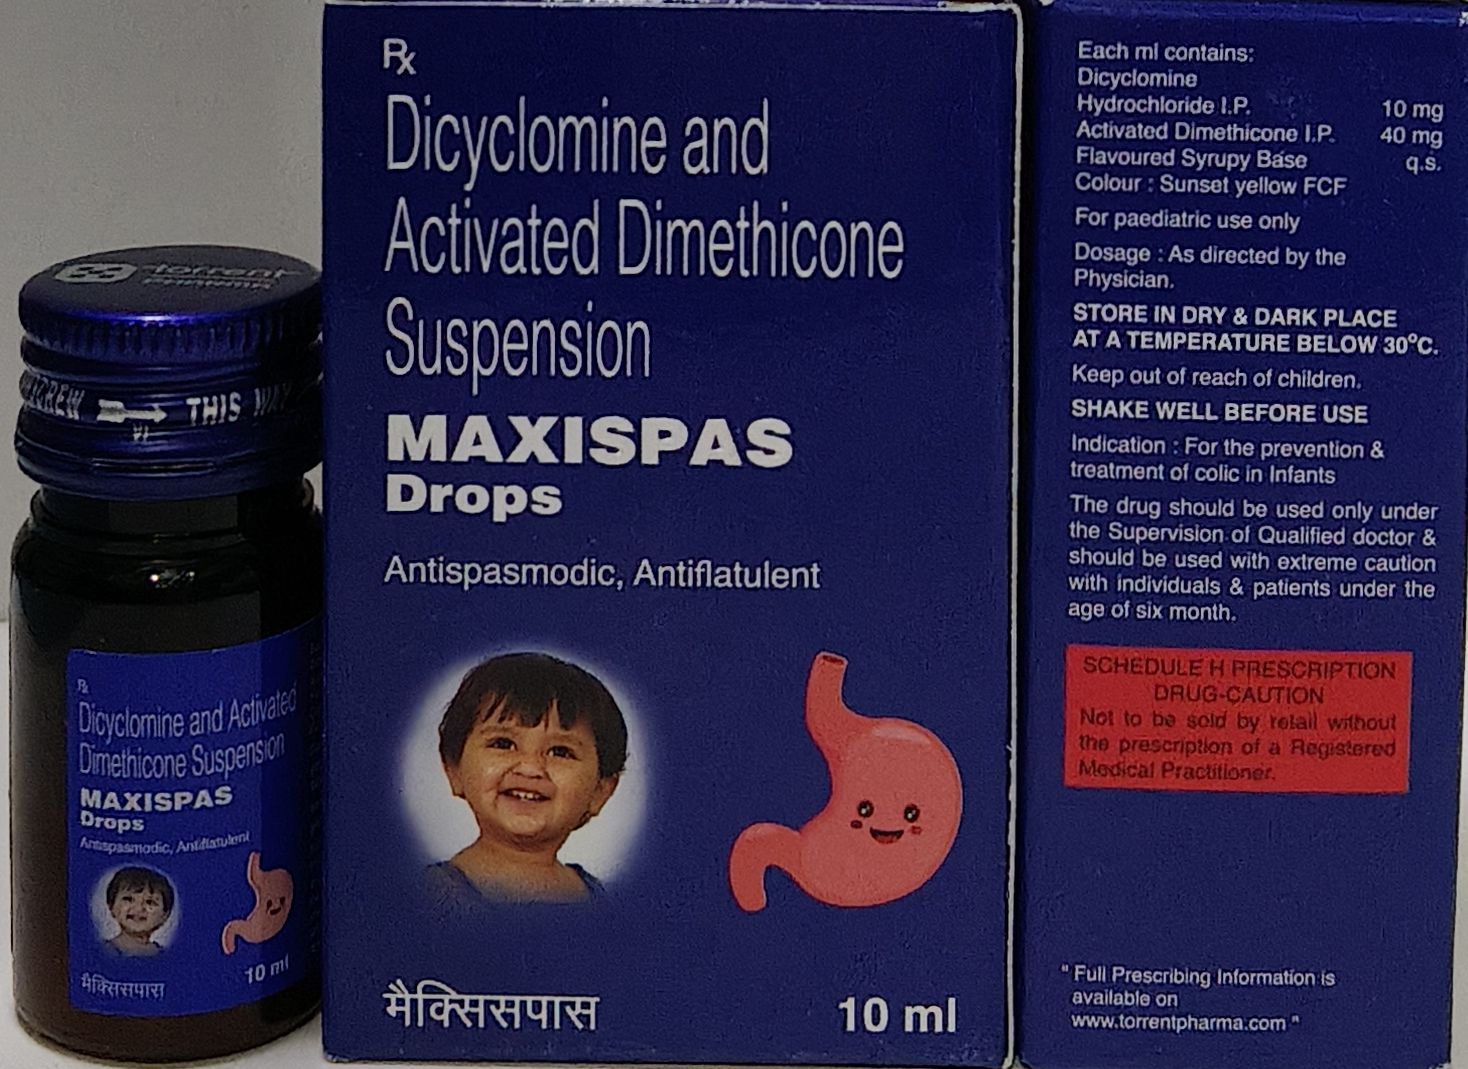 torrent
PHARMA
THIS WAY
Rx
Dicyclomine and Activated
Dimethicone Suspension
MAXISPAS
Drops
Antispasmodic, Antiflatulent
मैक्सिसपास
10 ml
Rx
Dicyclomine and
Activated Dimethicone
Suspension
MAXISPAS
Drops
Antispasmodic, Antiflatulent
मैक्सिसपास
10 ml
Each ml contains:
Dicyclomine
Hydrochloride I.P. 10 mg
Activated Dimethicone I.P. 40 mg
Flavoured Syrupy Base q.s.
Colour : Sunset yellow FCF
For paediatric use only
Dosage : As directed by the
Physician.
STORE IN DRY & DARK PLACE
AT A TEMPERATURE BELOW 30°C.
Keep out of reach of children.
SHAKE WELL BEFORE USE
Indication : For the prevention &
treatment of colic in Infants
The drug should be used only under
the Supervision of Qualified doctor &
should be used with extreme caution
with individuals & patients under the
age of six month.
SCHEDULE H PRESCRIPTION
DRUG-CAUTION
Not to be sold by retail without
the prescription of a Registered
Medical Practitioner.
" Full Prescribing Information is
available on
www.torrentpharma.com "